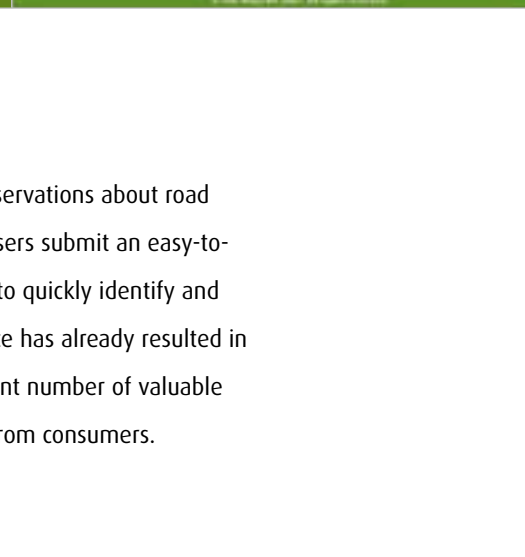 servations about road
sers submit an easy-to-
to quickly identify and
e has already resulted in
nt number of valuable
rom consumers.